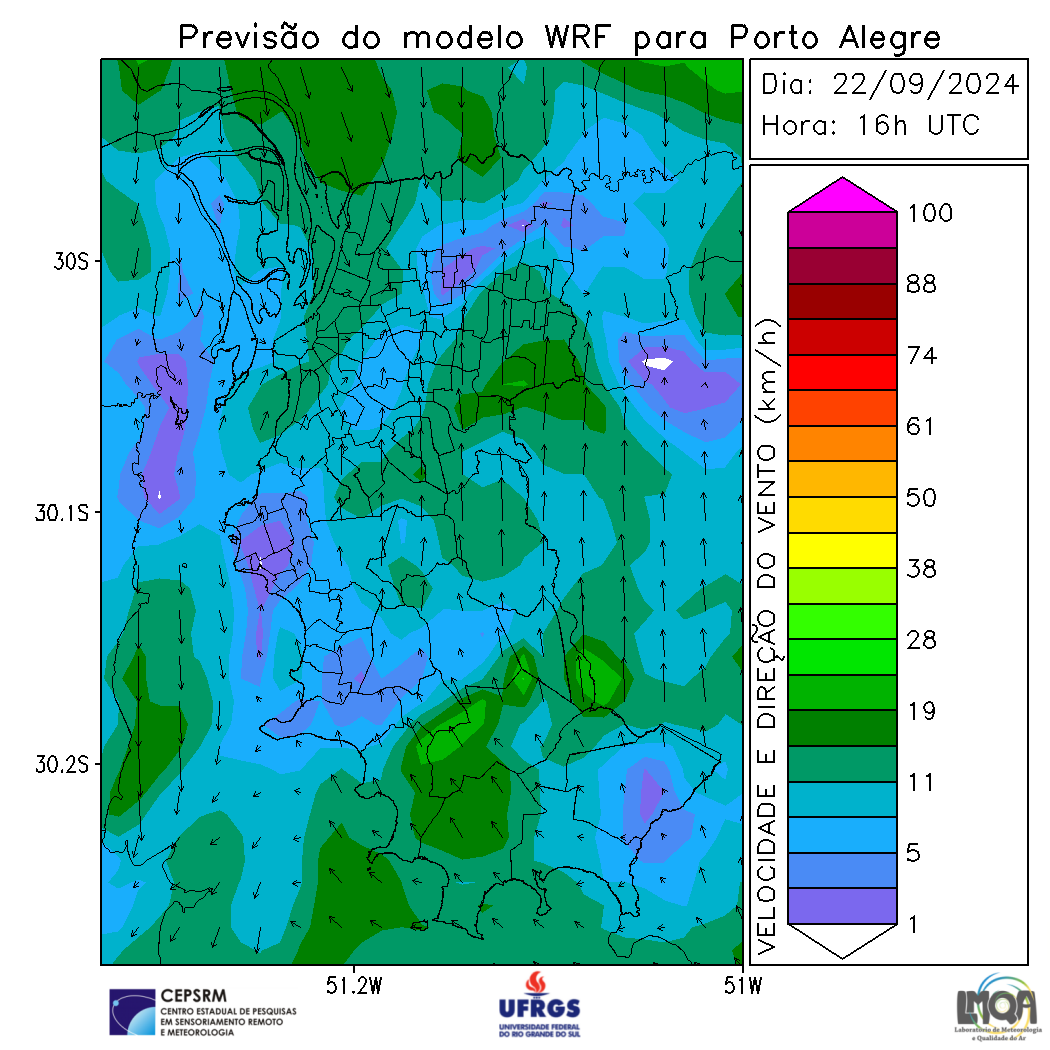 Previsão do modelo WRF para Porto Alegre
Dia: 22/09/2024
Hora: 16h UTC
30S
30.1S
30.2S
51.2W
51W
VELOCIDADE E DIREÇÃO DO VENTO (km/h)
100
88
74
61
50
38
28
19
11
5
1
CEPSRM
CENTRO ESTADUAL DE PESQUISAS
EM SENSORIAMENTO REMOTO
E METEOROLOGIA
UFRGS
UNIVERSIDADE FEDERAL
DO RIO GRANDE DO SUL
LMQA
Laboratório de Meteorologia
e Qualidade do Ar